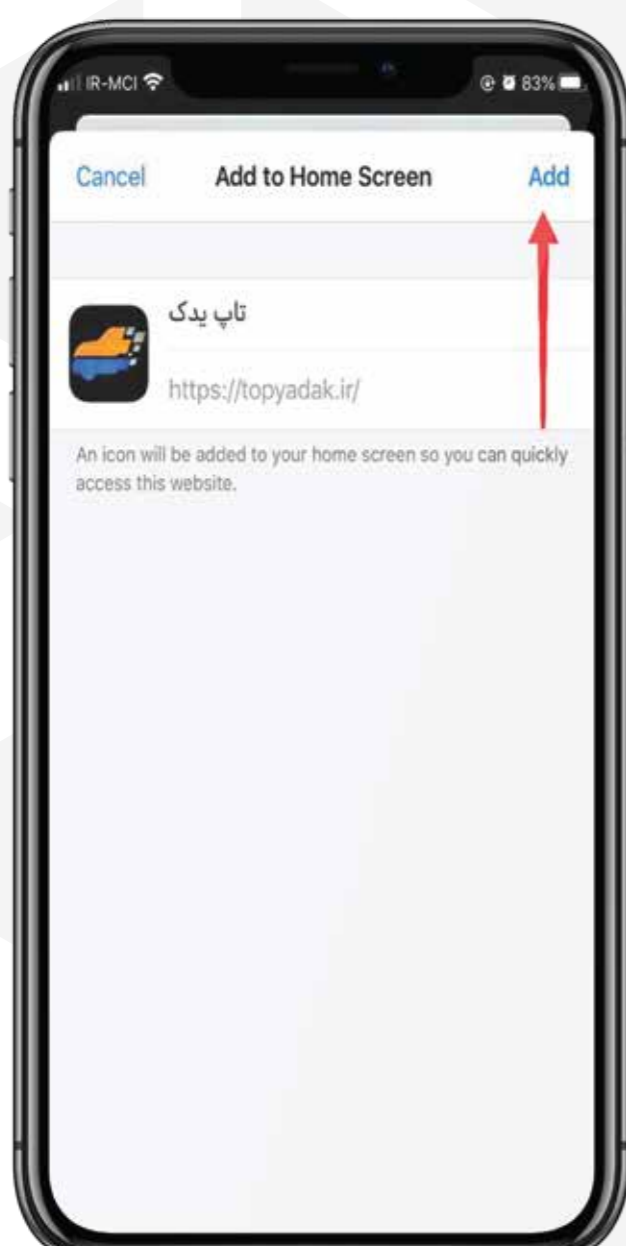 IR-MCI 83%
Cancel Add to Home Screen Add
تاپ یدک
https://topyadak.ir/
An icon will be added to your home screen so you can quickly
access this website.